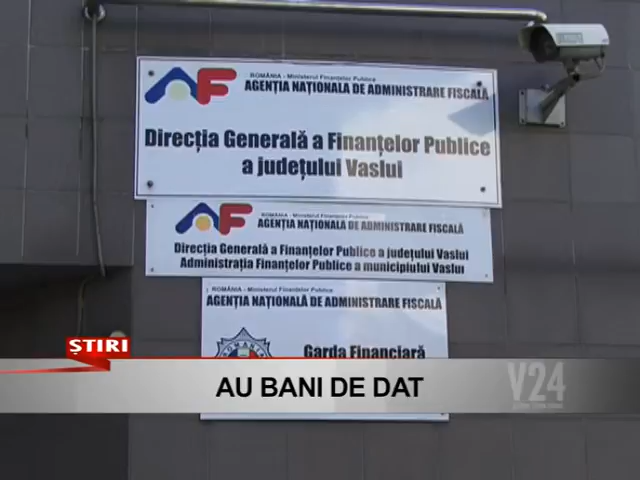 ROMÂNIA - Ministerul Finanțelor Publice
AGENȚIA NAȚIONALA DE ADMINISTRARE FISCALĂ
Direcția Generală a Finanțelor Publice
a județului Vaslui
ROMÂNIA - Ministerul Finanțelor Publice
AGENȚIA NAȚIONALĂ DE ADMINISTRARE FISCALĂ
Direcția Generală a Finanțelor Publice a județului Vaslui
Administrația Finanțelor Publice a municipiului Vaslui
ROMÂNIA - Ministerul Finanțelor Publice
AGENȚIA NAȚIONALĂ DE ADMINISTRARE FISCALĂ
ROMANIA
Garda Financiară
ȘTIRI
AU BANI DE DAT
V24